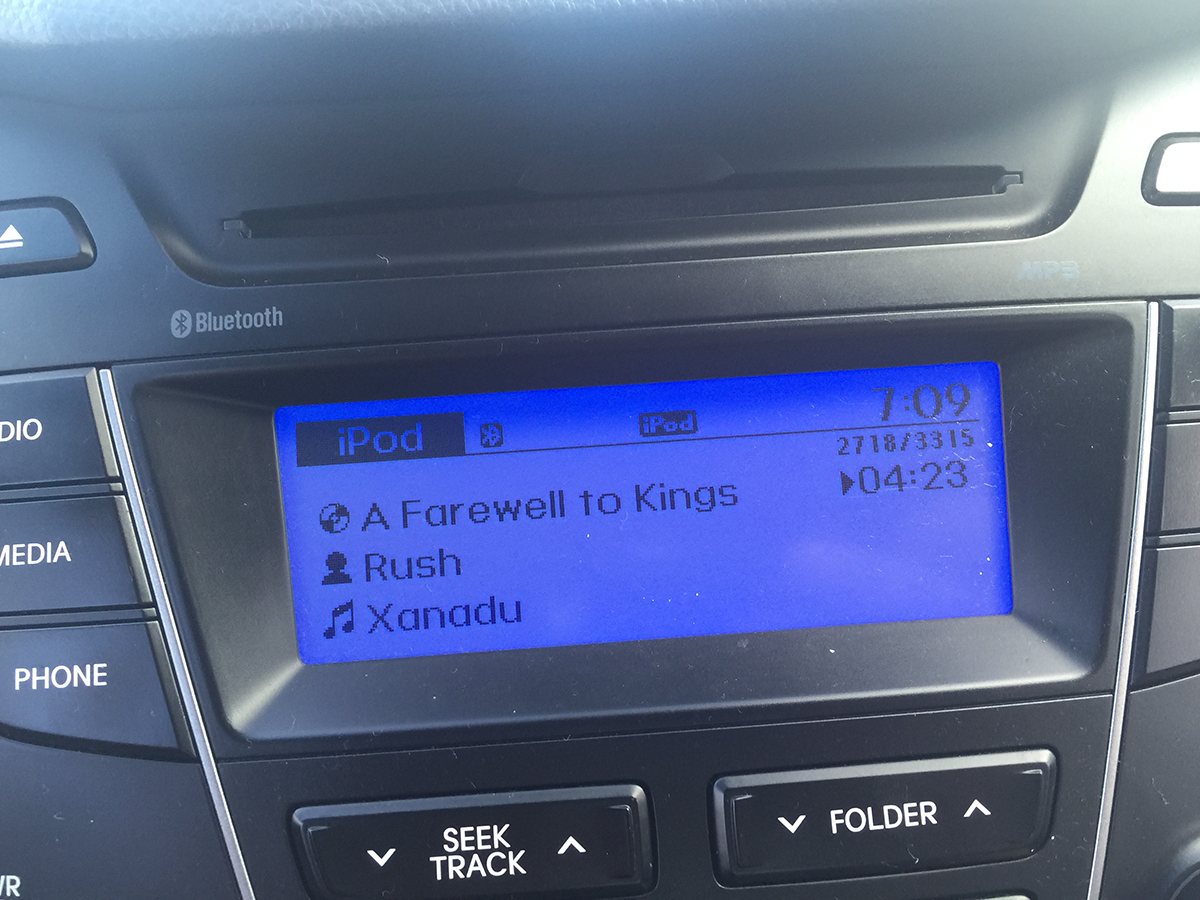 MP3
Bluetooth
iPod iPod 7:09
2718/3315
04:23
A Farewell to Kings
Rush
Xanadu
DIO
MEDIA
PHONE
SEEK
TRACK
FOLDER
WR